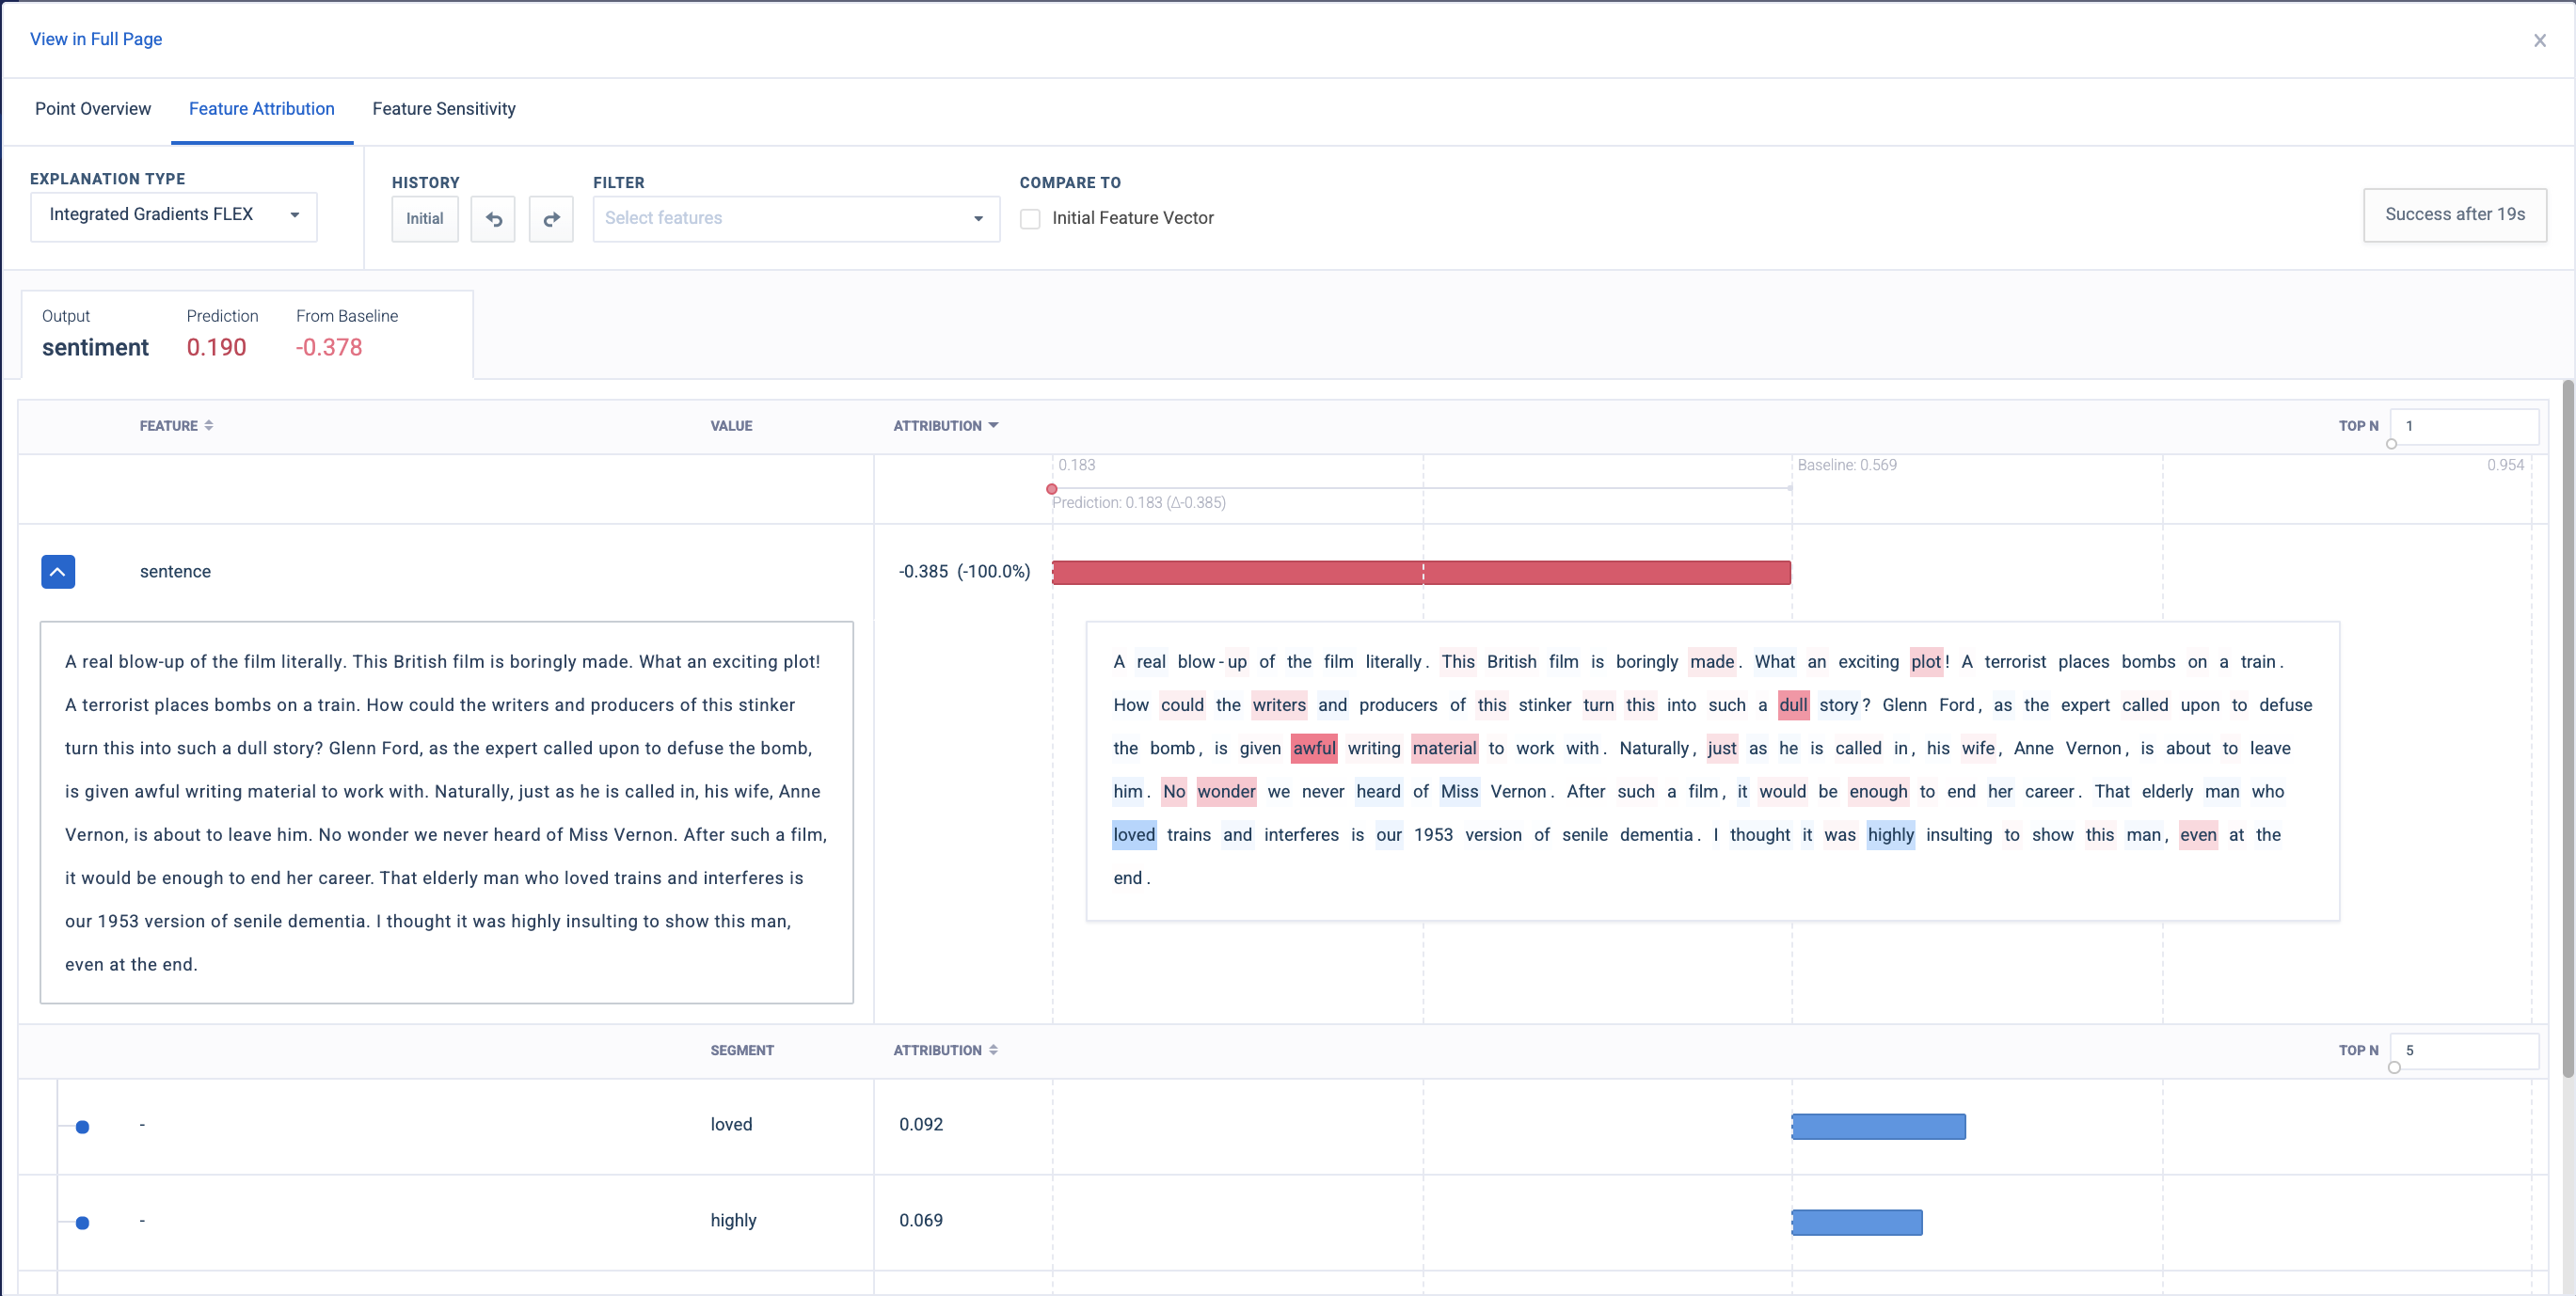 View in Full Page
Point Overview Feature Attribution Feature Sensitivity
EXPLANATION TYPE HISTORY FILTER COMPARE TO
Integrated Gradients FLEX Initial Select features Initial Feature Vector Success after 19s
Output Prediction From Baseline
sentiment 0.190 -0.378
FEATURE VALUE ATTRIBUTION TOP N 1
0.183 Baseline: 0.569 0.954
Prediction: 0.183 (Δ-0.385)
sentence -0.385 (-100.0%)
A real blow-up of the film literally. This British film is boringly made. What an exciting plot!
A terrorist places bombs on a train. How could the writers and producers of this stinker
turn this into such a dull story? Glenn Ford, as the expert called upon to defuse the bomb,
is given awful writing material to work with. Naturally, just as he is called in, his wife, Anne
Vernon, is about to leave him. No wonder we never heard of Miss Vernon. After such a film,
it would be enough to end her career. That elderly man who loved trains and interferes is
our 1953 version of senile dementia. I thought it was highly insulting to show this man,
even at the end.
A real blow - up of the film literally . This British film is boringly made . What an exciting plot ! A terrorist places bombs on a train .
How could the writers and producers of this stinker turn this into such a dull story ? Glenn Ford , as the expert called upon to defuse
the bomb , is given awful writing material to work with . Naturally , just as he is called in , his wife , Anne Vernon , is about to leave
him . No wonder we never heard of Miss Vernon . After such a film , it would be enough to end her career . That elderly man who
loved trains and interferes is our 1953 version of senile dementia . I thought it was highly insulting to show this man , even at the
end .
SEGMENT ATTRIBUTION TOP N 5
- loved 0.092
- highly 0.069